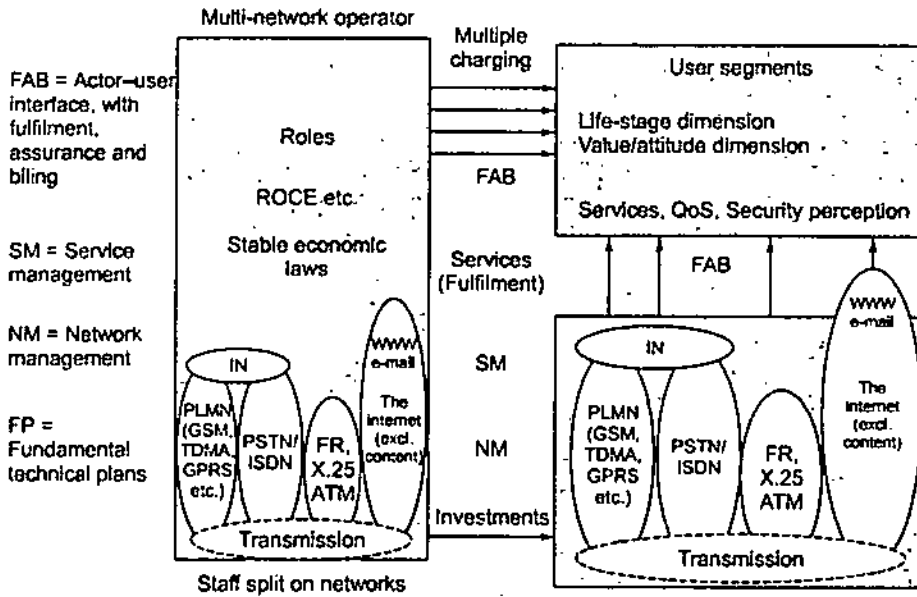 Multi-network operator
FAB = Actor–user
interface, with
fulfilment,
assurance and
biling
SM = Service
management
NM = Network
management
FP =
Fundamental
technical plans
Roles
ROCE etc.
Stable economic
laws
WWW
e-mail
IN
PLMN
(GSM,
TDMA,
GPRS
etc.)
PSTN/
ISDN
FR,
X.25
ATM
The
internet
(excl.
content)
Transmission
Staff split on networks
Multiple
charging
FAB
Services
(Fulfilment)
SM
NM
Investments
User segments
Life-stage dimension
Value/attitude dimension
Services, QoS, Security perception
FAB
WWW
e-mail
IN
PLMN
(GSM,
TDMA,
GPRS
etc.)
PSTN/
ISDN
FR,
X.25
ATM
The
internet
(excl.
content)
Transmission